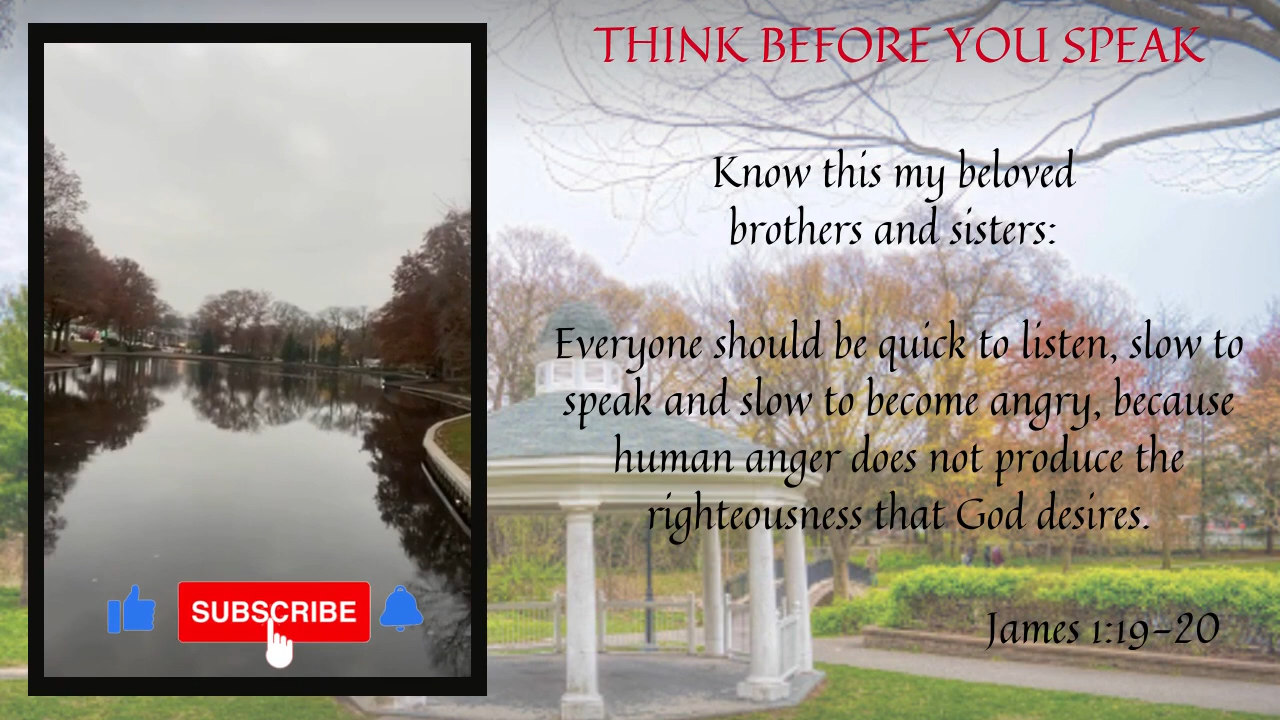 THINK BEFORE YOU SPEAK
Know this my beloved
brothers and sisters:
Everyone should be quick to listen, slow to
speak and slow to become angry, because
human anger does not produce the
righteousness that God desires.
James 1:19–20
SUBSCRIBE